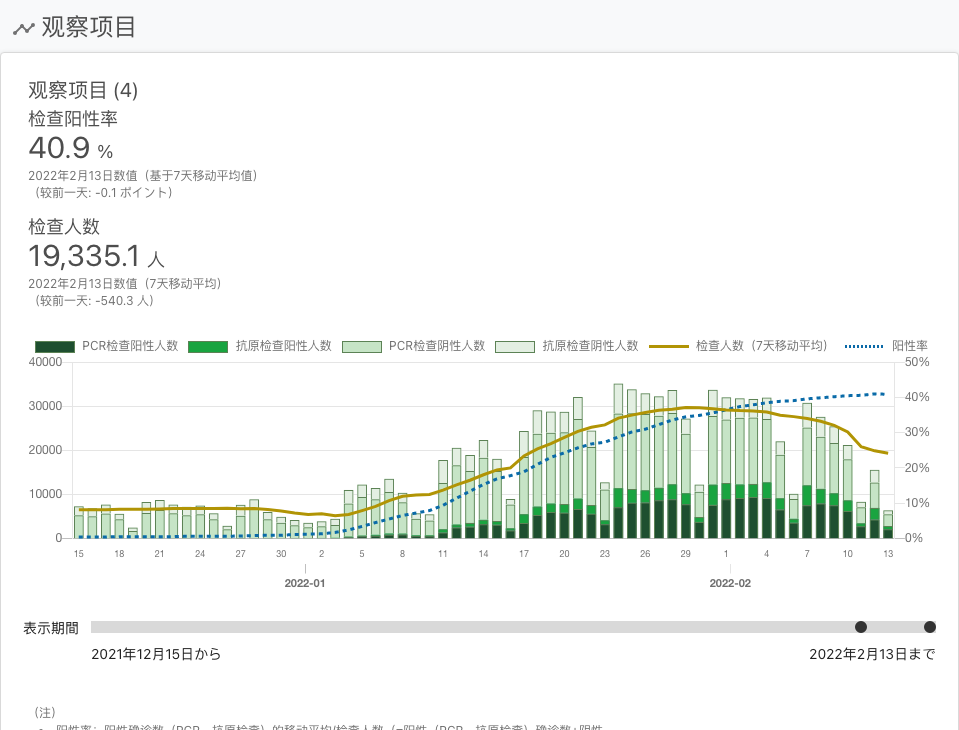 观察项目
观察项目 (4)
检查阳性率
40.9 %
2022年2月13日数值（基于7天移动平均值）
（较前一天: -0.1 ポイント）
检查人数
19,335.1 人
2022年2月13日数值（7天移动平均）
（较前一天: -540.3 人）
PCR检查阳性人数 抗原检查阳性人数 PCR检查阴性人数 抗原检查阴性人数 检查人数（7天移动平均） 阳性率
40000 50%
40%
30000
30%
20000
20%
10000 10%
0 0%
15 18 21 24 27 30 2 5 8 11 14 17 20 23 26 29 1 4 7 10 13
2022-01 2022-02
表示期間
2021年12月15日から 2022年2月13日まで
（注）